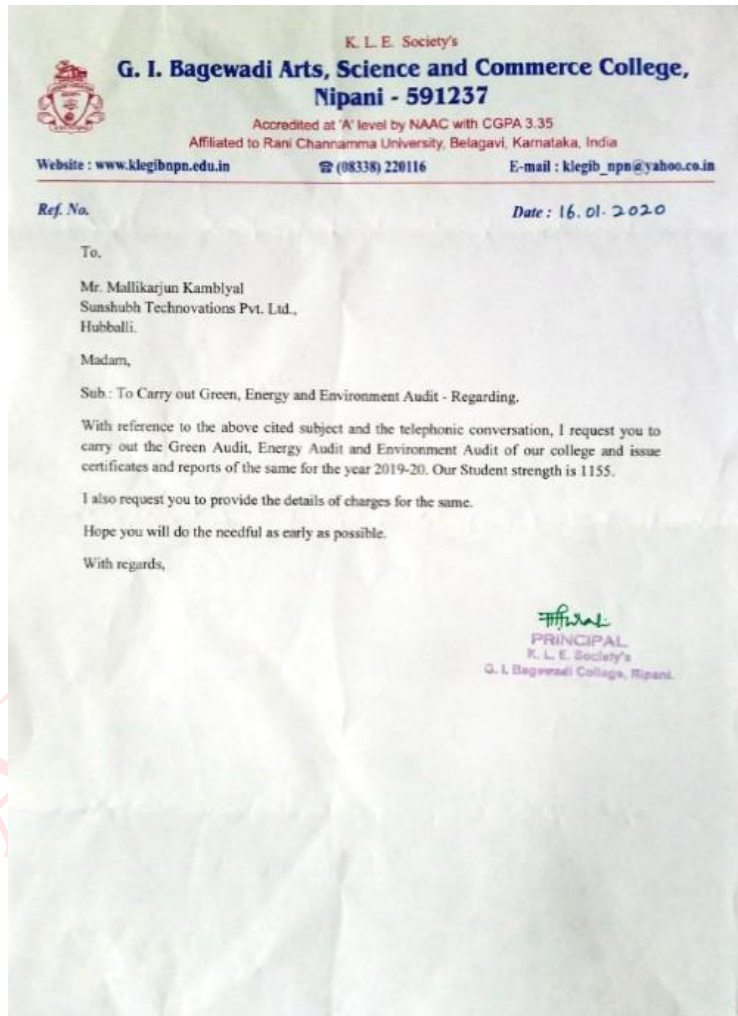 K. L. E. Society's
G. I. Bagewadi Arts, Science and Commerce College,
Nipani - 591237
Accredited at 'A' level by NAAC with CGPA 3.35
Affiliated to Rani Channamma University, Belagavi, Karnataka, India
Website : www.klegibnpn.edu.in ☎ (08338) 220116 E-mail : klegib_npn@yahoo.co.in
Ref. No. Date : 16.01.2020
To,
Mr. Mallikarjun Kamblyal
Sunshubh Technovations Pvt. Ltd.,
Hubballi.
Madam,
Sub.: To Carry out Green, Energy and Environment Audit - Regarding.
With reference to the above cited subject and the telephonic conversation, I request you to
carry out the Green Audit, Energy Audit and Environment Audit of our college and issue
certificates and reports of the same for the year 2019-20. Our Student strength is 1155.
I also request you to provide the details of charges for the same.
Hope you will do the needful as early as possible.
With regards,
PRINCIPAL
K. L. E. Society's
G. I. Bagewadi College, Nipani.